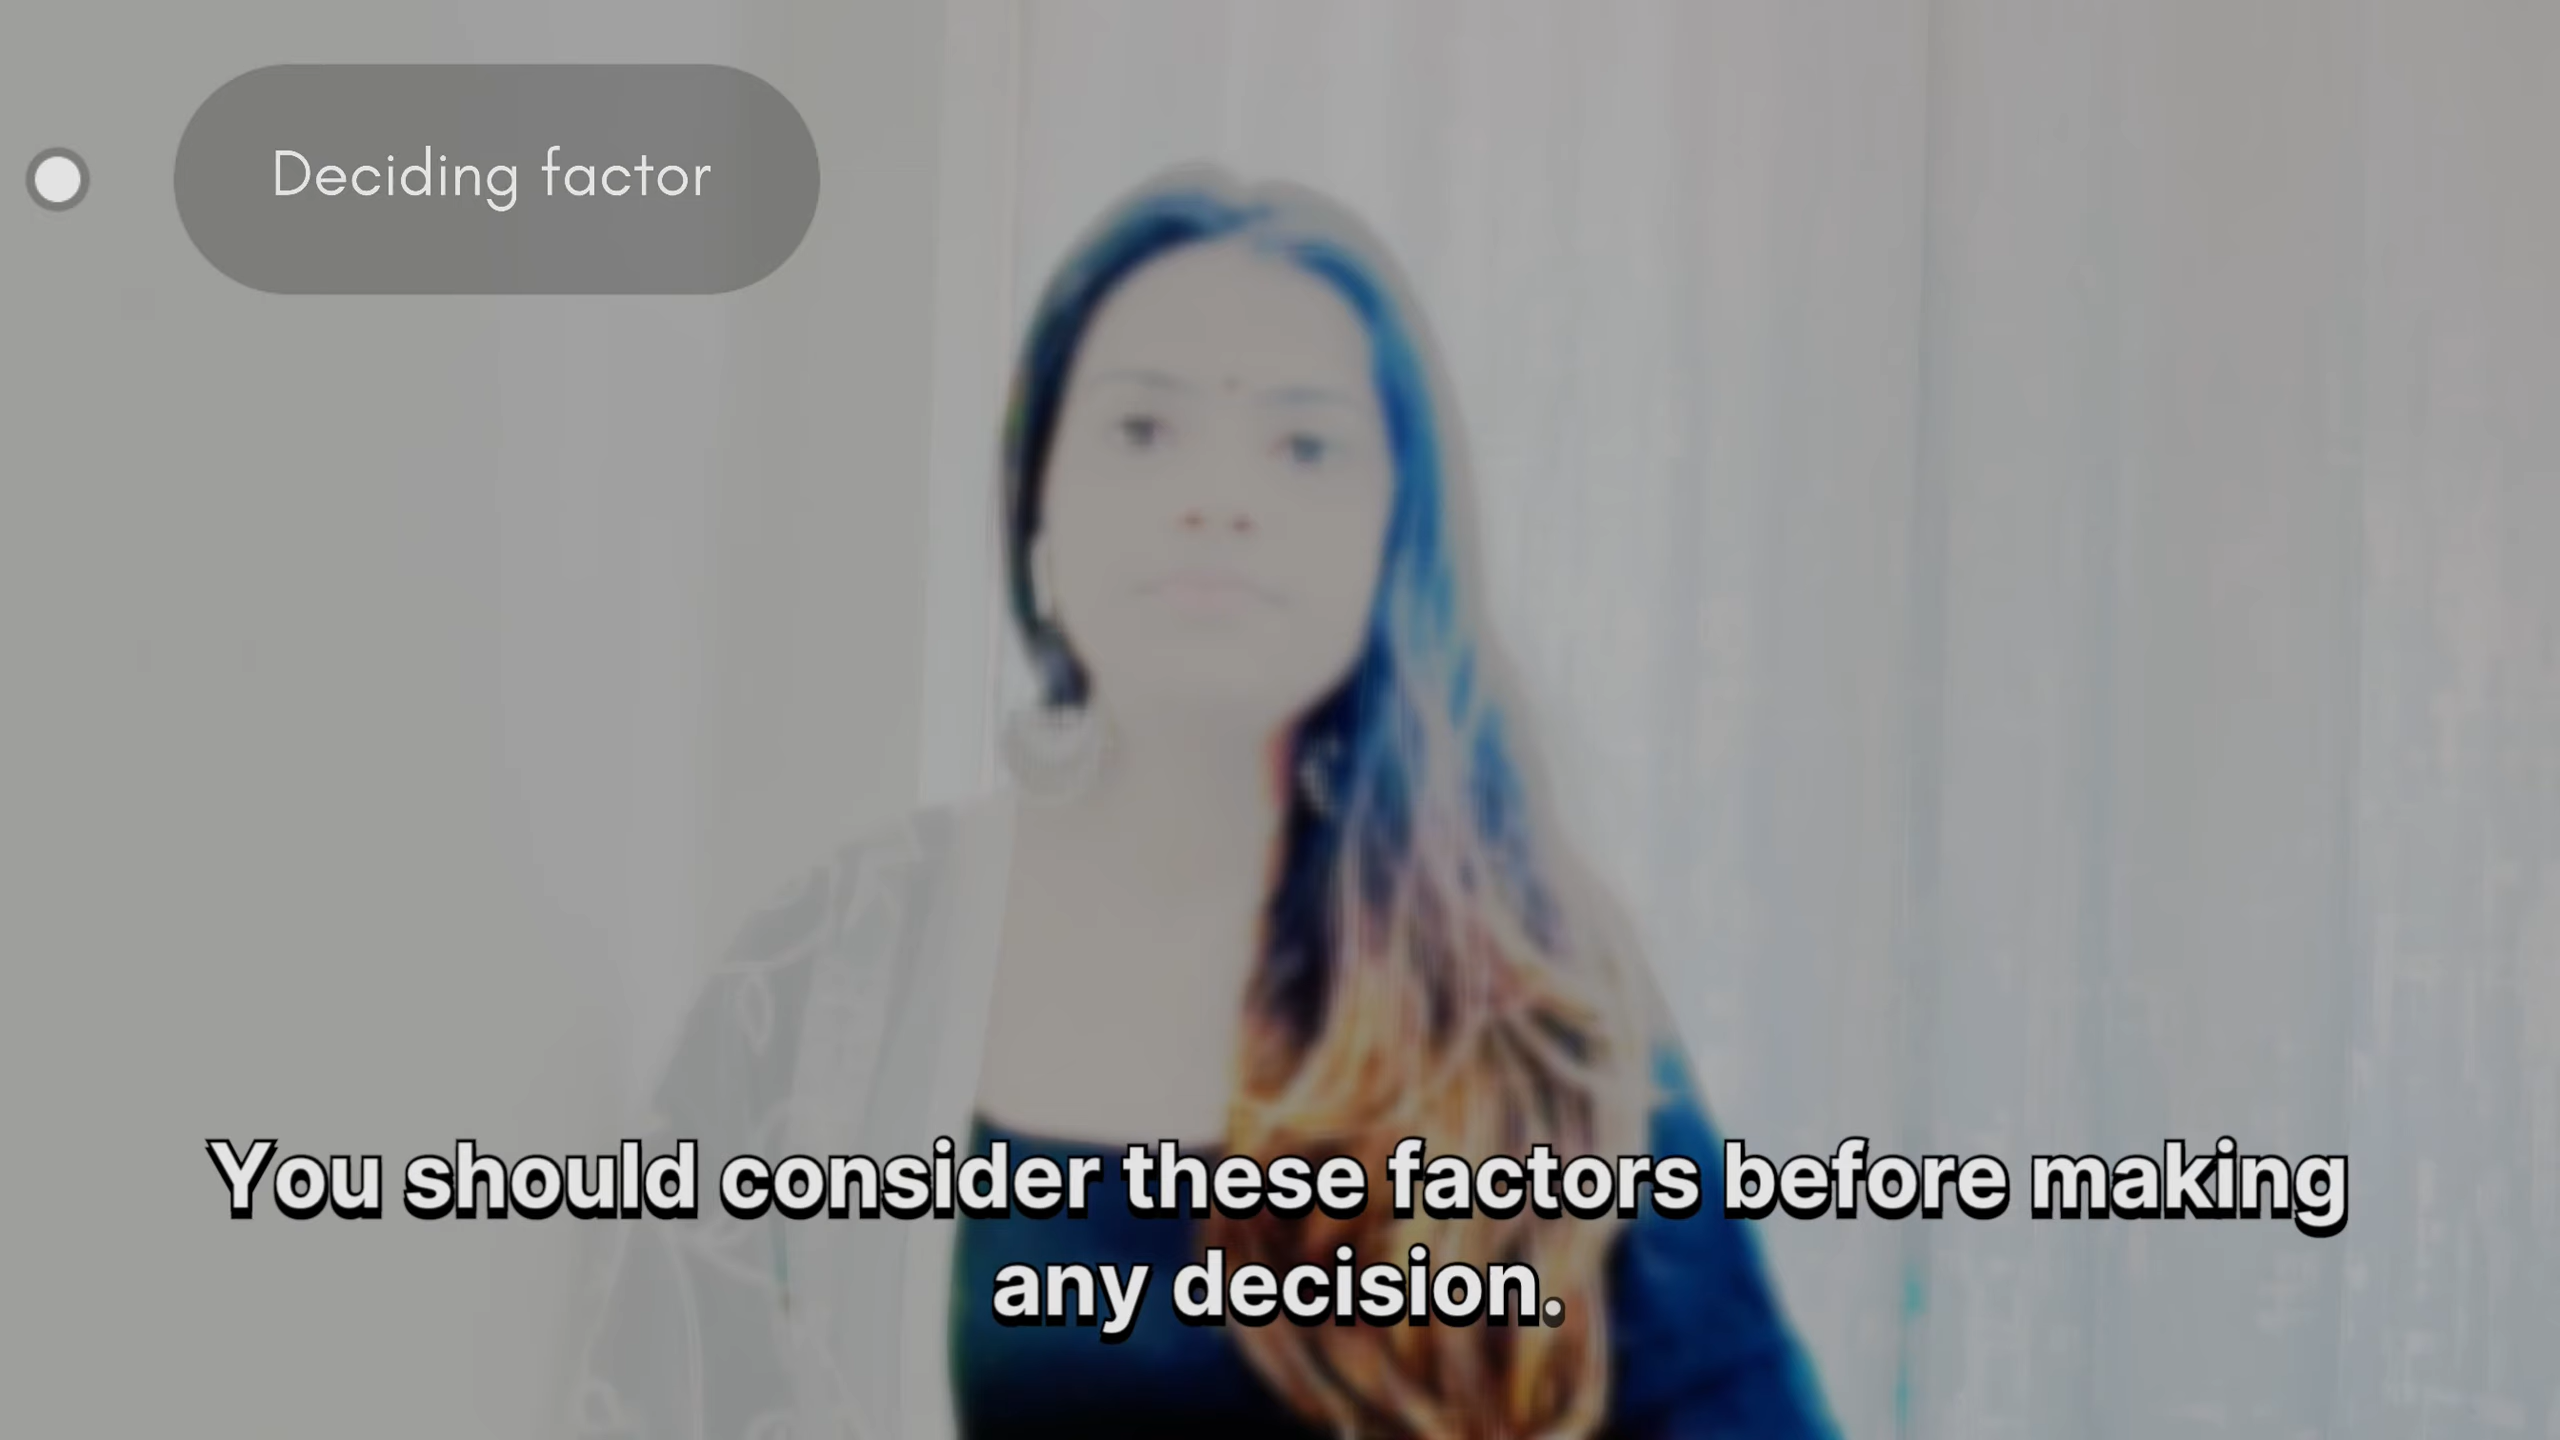 Deciding factor
You should consider these factors before making
any decision.